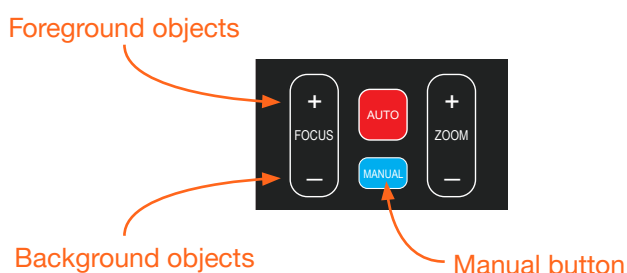 Foreground objects
+
AUTO
+
FOCUS
ZOOM
MANUAL
–
–
Background objects
Manual button